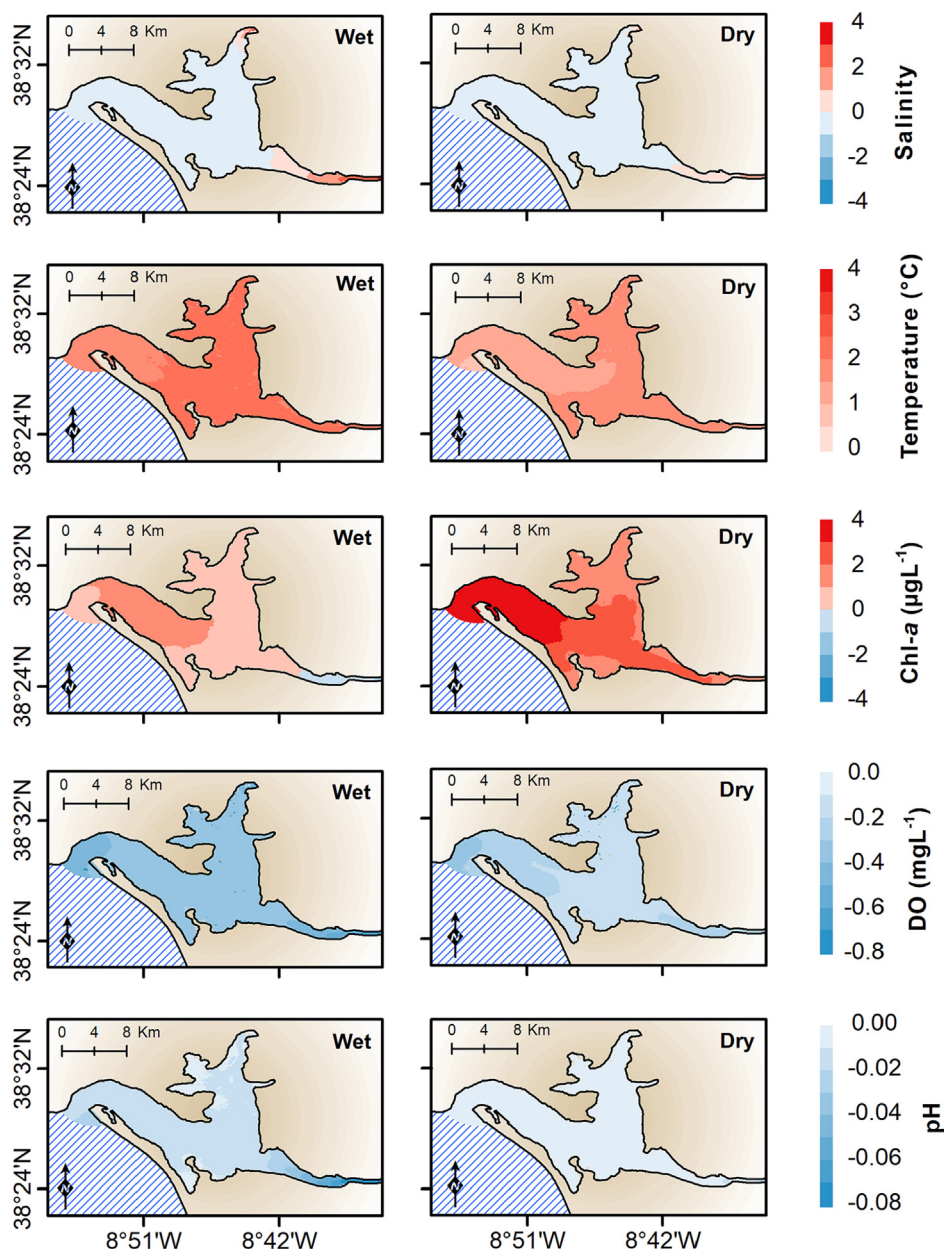 0 4 8 Km Wet
38°32'N
38°24'N
N
Dry
N
4
2
0
-2
-4
Salinity
0 4 8 Km Wet
38°32'N
38°24'N
N
0 4 8 Km Dry
N
4
3
2
1
0
Temperature (°C)
0 4 8 Km Wet
38°32'N
38°24'N
N
0 4 8 Km Dry
N
4
2
0
-2
-4
Chl-a (µgL⁻¹)
0 4 8 Km Wet
38°32'N
38°24'N
N
0 4 8 Km Dry
N
0.0
-0.2
-0.4
-0.6
-0.8
DO (mgL⁻¹)
0 4 8 Km Wet
38°32'N
38°24'N
N
0 4 8 Km Dry
N
0.00
-0.02
-0.04
-0.06
-0.08
pH
8°51'W 8°42'W 8°51'W 8°42'W